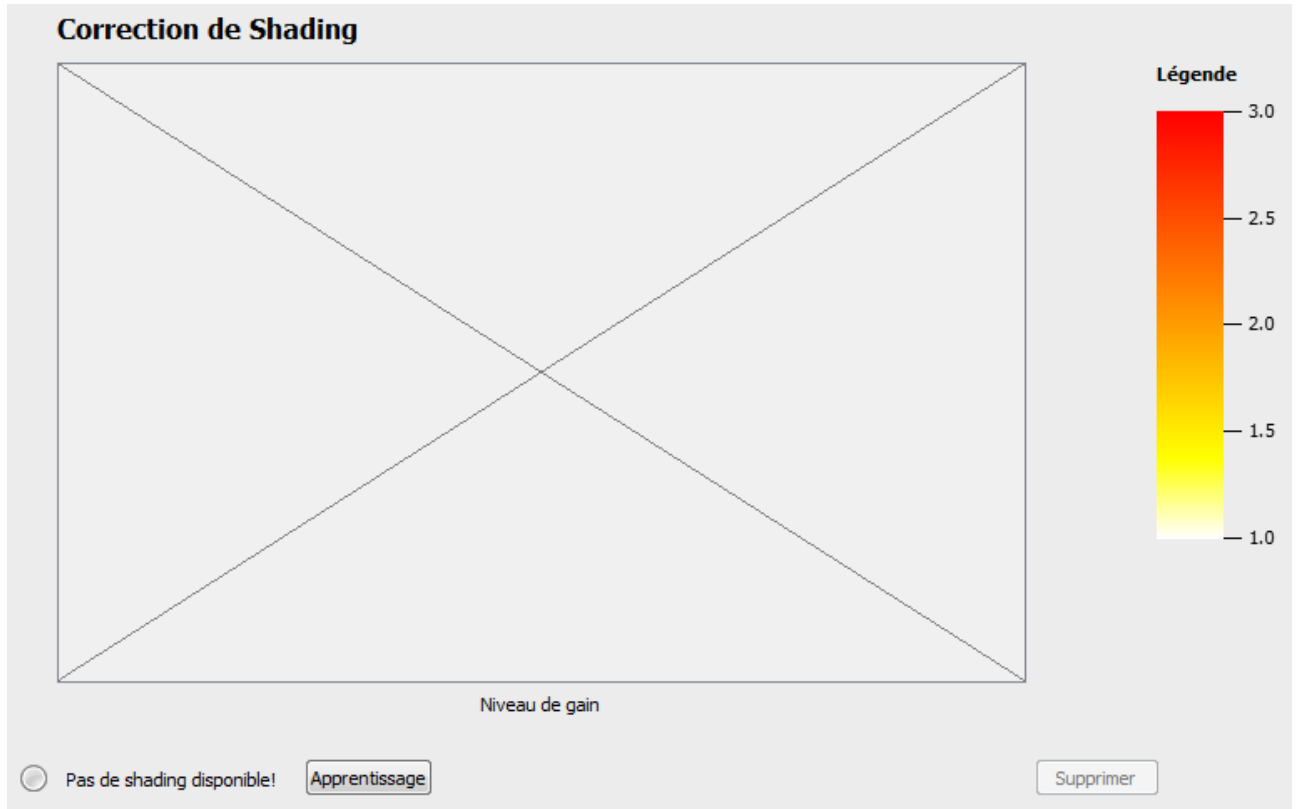 Correction de Shading
Légende
3.0
2.5
2.0
1.5
1.0
Niveau de gain
Pas de shading disponible!
Apprentissage
Supprimer